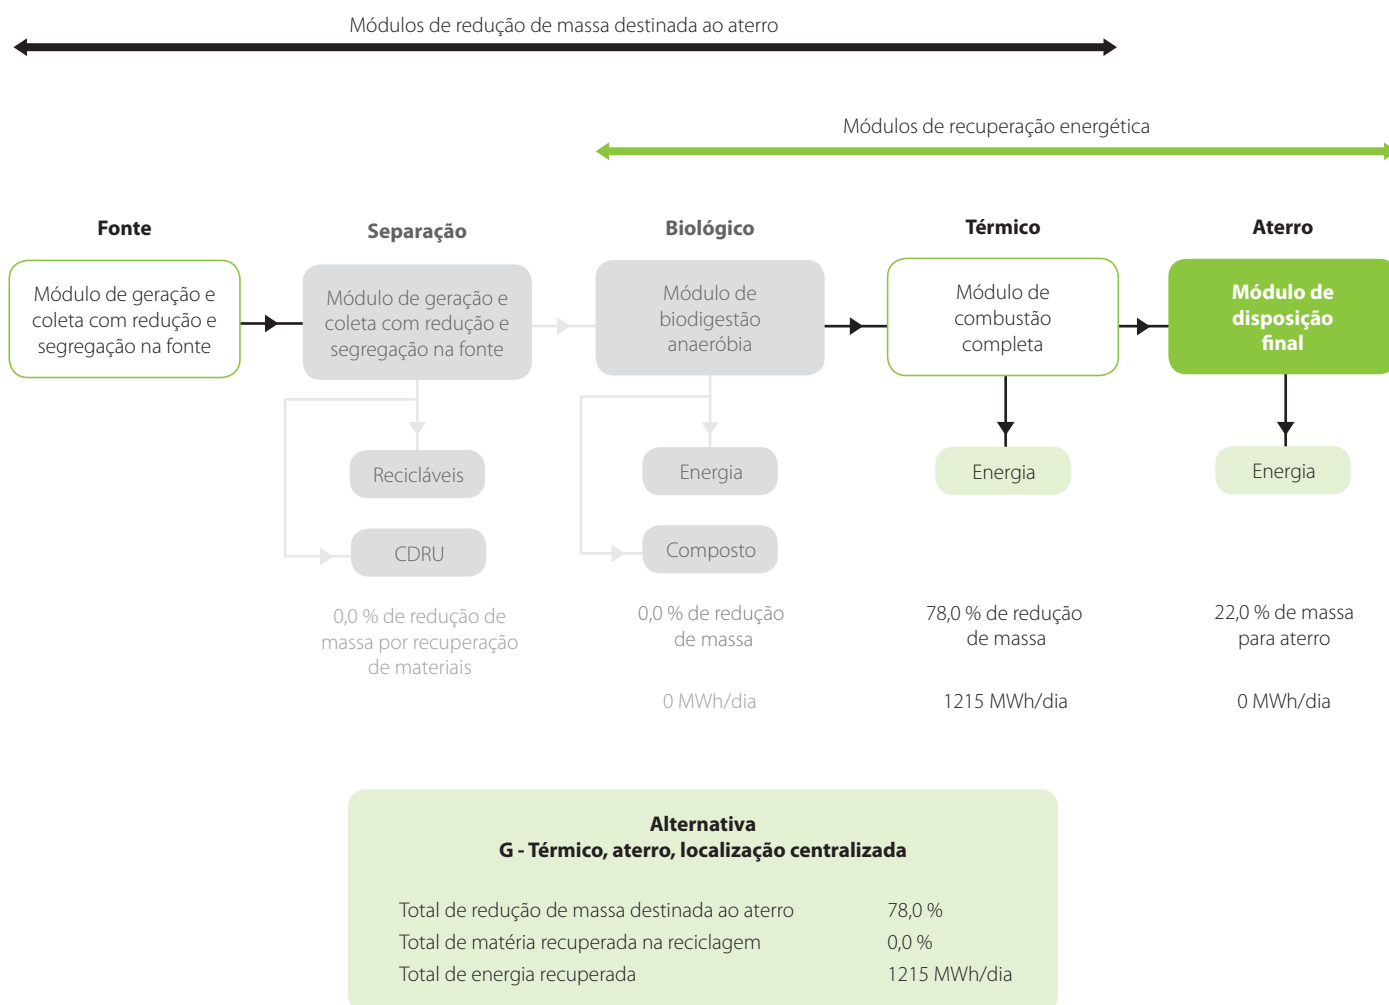 Módulos de redução de massa destinada ao aterro
Módulos de recuperação energética
Fonte
Separação
Biológico
Térmico
Aterro
Módulo de geração e
coleta com redução e
segregação na fonte
Módulo de geração e
coleta com redução e
segregação na fonte
Módulo de
biodigestão
anaeróbia
Módulo de
combustão
completa
Módulo de
disposição
final
Recicláveis
CDRU
Energia
Composto
Energia
Energia
0,0 % de redução de
massa por recuperação
de materiais
0,0 % de redução
de massa
0 MWh/dia
78,0 % de redução
de massa
1215 MWh/dia
22,0 % de massa
para aterro
0 MWh/dia
Alternativa
G - Térmico, aterro, localização centralizada
Total de redução de massa destinada ao aterro 78,0 %
Total de matéria recuperada na reciclagem 0,0 %
Total de energia recuperada 1215 MWh/dia